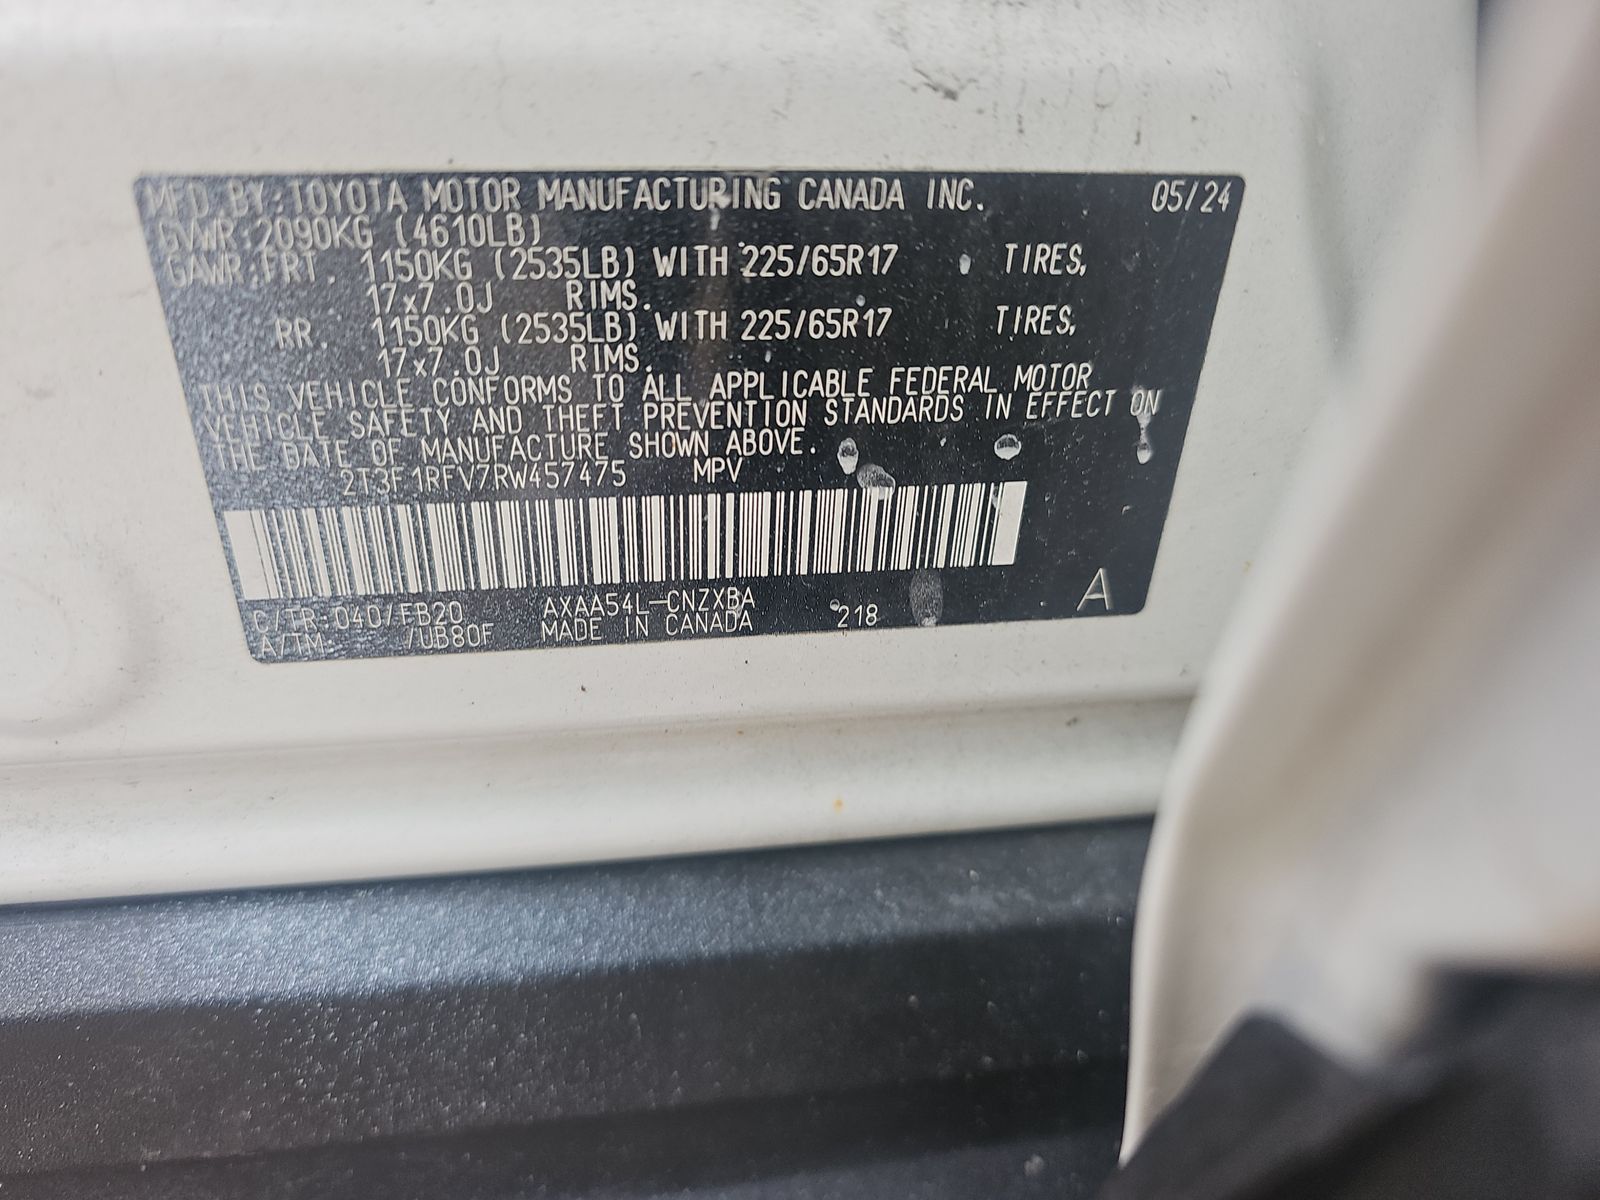 MFD. BY: TOYOTA MOTOR MANUFACTURING CANADA INC. 05/24
GVWR: 2090KG (4610LB)
GAWR: FRT. 1150KG (2535LB) WITH 225/65R17 TIRES,
17x7.0J RIMS.
RR. 1150KG (2535LB) WITH 225/65R17 TIRES,
17x7.0J RIMS.
THIS VEHICLE CONFORMS TO ALL APPLICABLE FEDERAL MOTOR
VEHICLE SAFETY AND THEFT PREVENTION STANDARDS IN EFFECT ON
THE DATE OF MANUFACTURE SHOWN ABOVE.
2T3F1RFV7RW457475 MPV
C/TR: 040/FB20 AXAA54L-CNZXBA 218 A
A/TM: /UB80F MADE IN CANADA